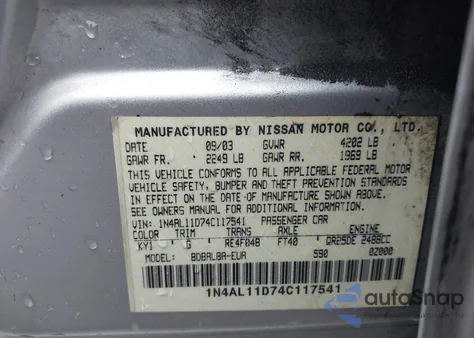 MANUFACTURED BY NISSAN MOTOR CO., LTD.
DATE 09/03 GVWR 4202 LB
GAWR FR. 2249 LB GAWR RR. 1969 LB
THIS VEHICLE CONFORMS TO ALL APPLICABLE FEDERAL MOTOR
VEHICLE SAFETY, BUMPER AND THEFT PREVENTION STANDARDS
IN EFFECT ON THE DATE OF MANUFACTURE SHOWN ABOVE.
SEE OWNERS MANUAL FOR ADDITIONAL INFORMATION.
VIN: 1N4AL11D74C117541 PASSENGER CAR
COLOR TRIM TRANS AXLE ENGINE
KY1 G RE4F04B FT40 QR25DE 2488CC
MODEL: BDBALBA-EUA S90 0Z000
1N4AL11D74C117541
autoSnap